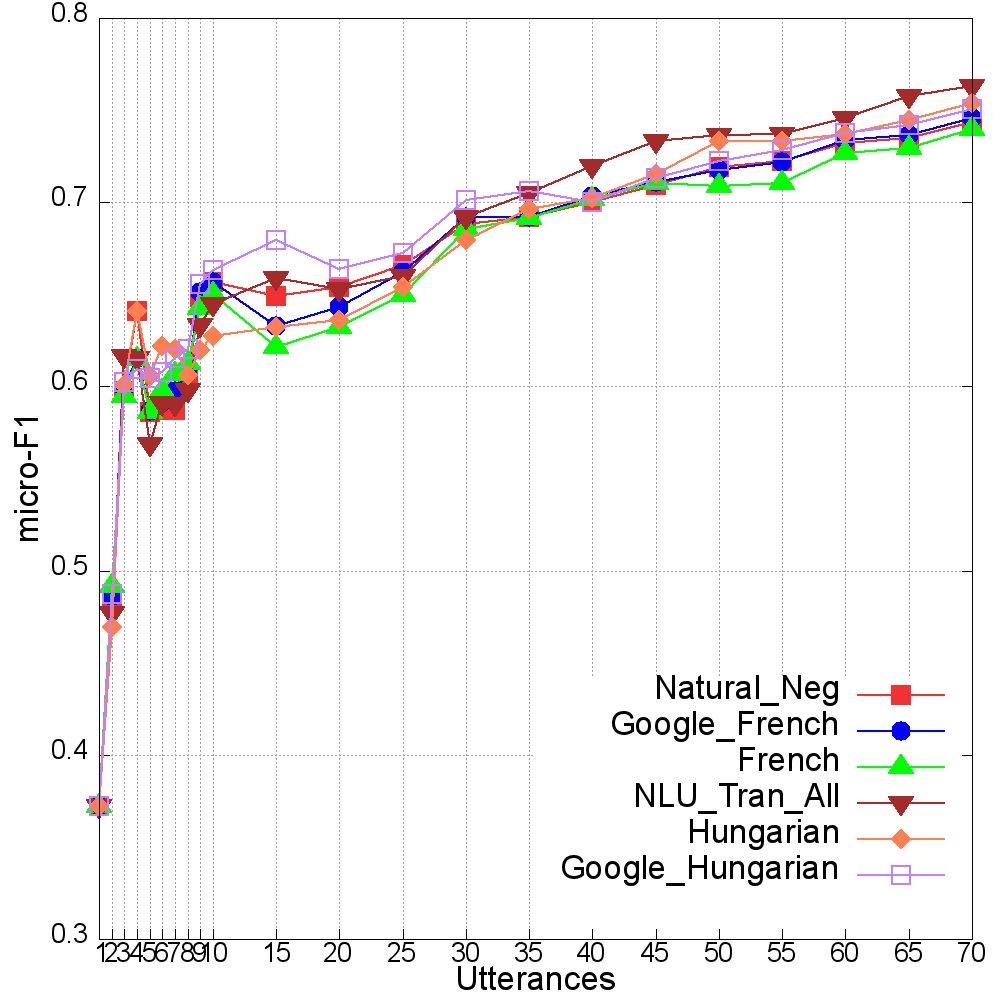 0.8
0.7
0.6
0.5
0.4
0.3
micro-F1
Natural_Neg
Google_French
French
NLU_Tran_All
Hungarian
Google_Hungarian
1 2 3 4 5 6 7 8 9 10 15 20 25 30 35 40 45 50 55 60 65 70
Utterances